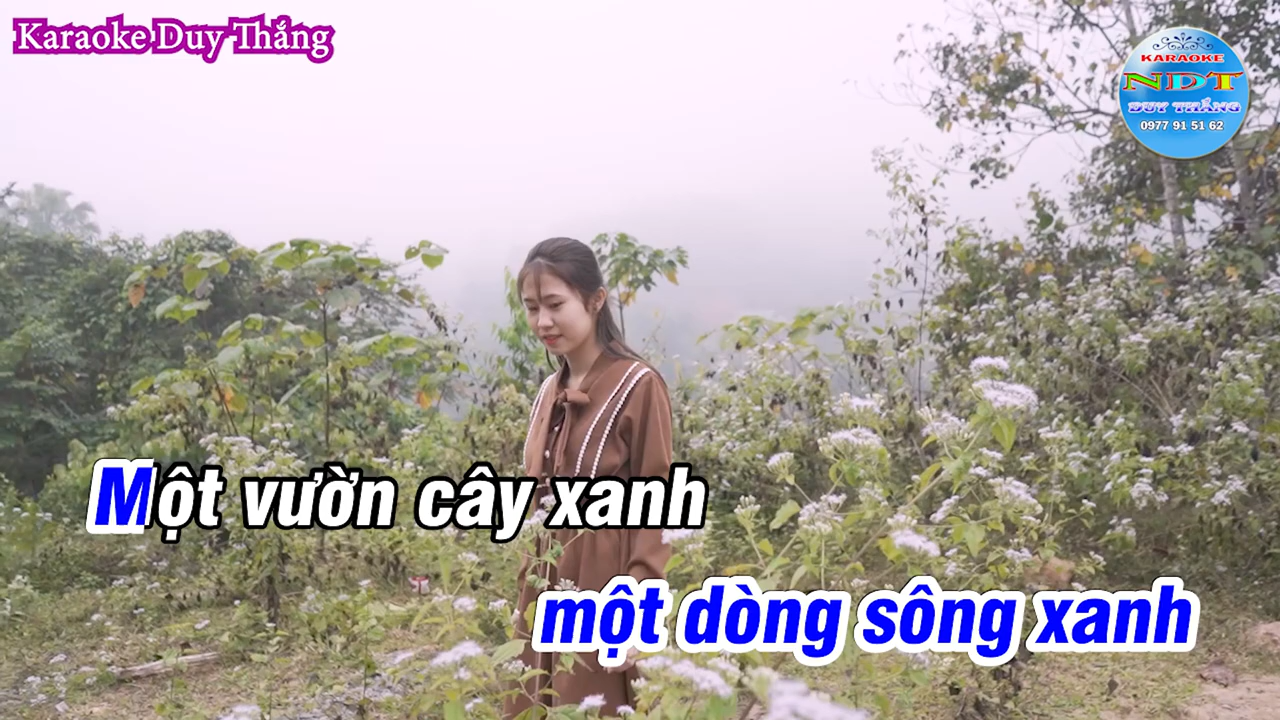 Karaoke Duy Thắng
KARAOKE
NDT
DUY THẮNG
0977 91 51 62
Một vườn cây xanh
một dòng sông xanh